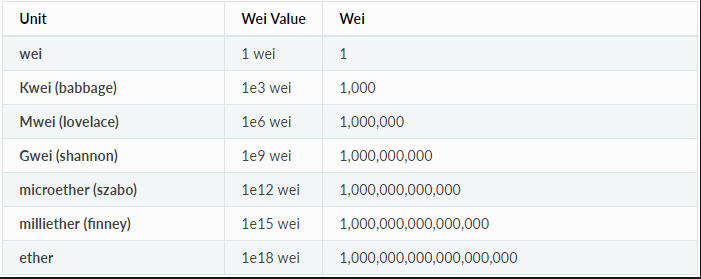 Unit Wei Value Wei
wei 1 wei 1
Kwei (babbage) 1e3 wei 1,000
Mwei (lovelace) 1e6 wei 1,000,000
Gwei (shannon) 1e9 wei 1,000,000,000
microether (szabo) 1e12 wei 1,000,000,000,000
milliether (finney) 1e15 wei 1,000,000,000,000,000
ether 1e18 wei 1,000,000,000,000,000,000